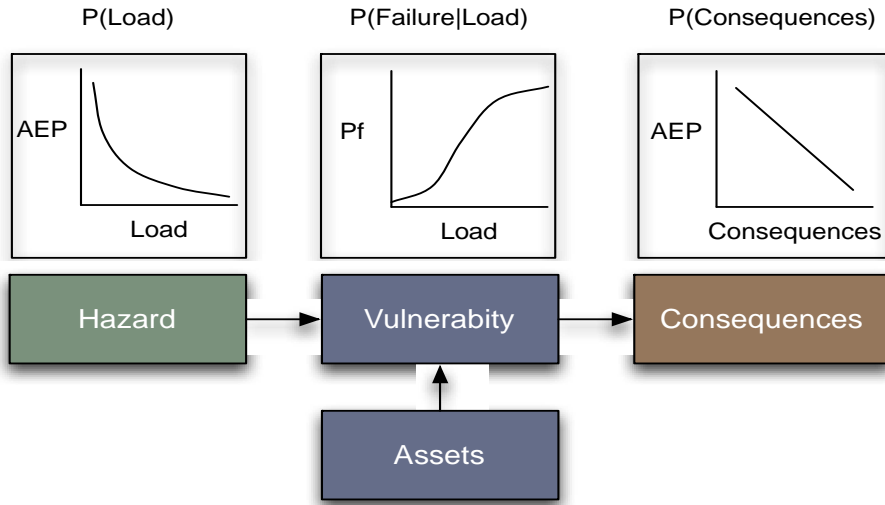 P(Load)
P(Failure|Load)
P(Consequences)
AEP
Load
Pf
Load
AEP
Consequences
Hazard
Vulnerabity
Consequences
Assets